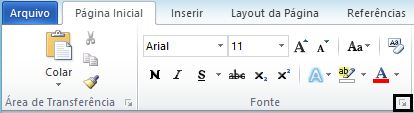 Arquivo Página Inicial Inserir Layout da Página Referências
Arial 11 A A Aa
Colar N I S abc x₂ x² A ab A
Área de Transferência Fonte